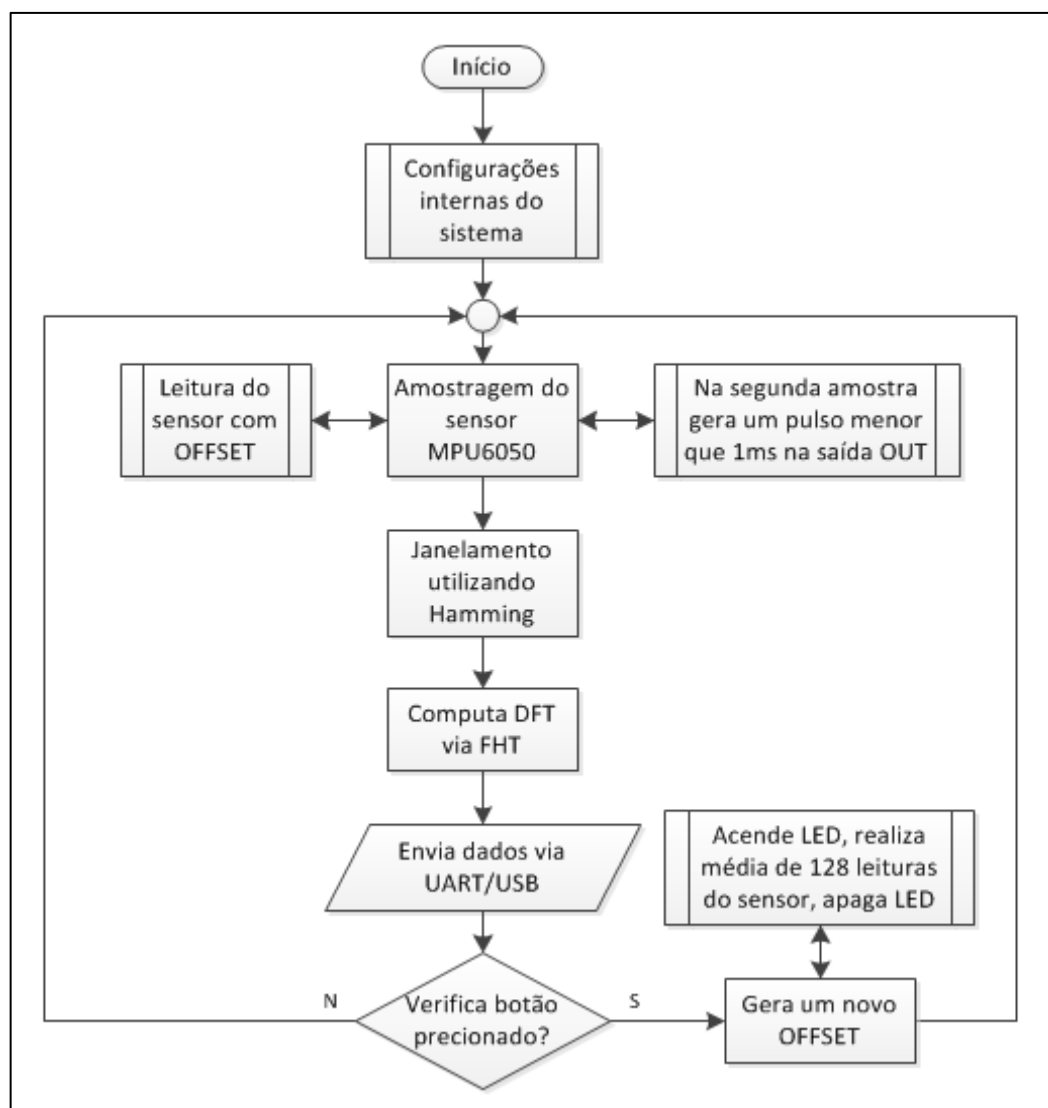 Início
Configurações
internas do
sistema
Leitura do
sensor com
OFFSET
Amostragem do
sensor
MPU6050
Na segunda amostra
gera um pulso menor
que 1ms na saída OUT
Janelamento
utilizando
Hamming
Computa DFT
via FHT
Envia dados via
UART/USB
Acende LED, realiza
média de 128 leituras
do sensor, apaga LED
N
Verifica botão
precionado?
S
Gera um novo
OFFSET